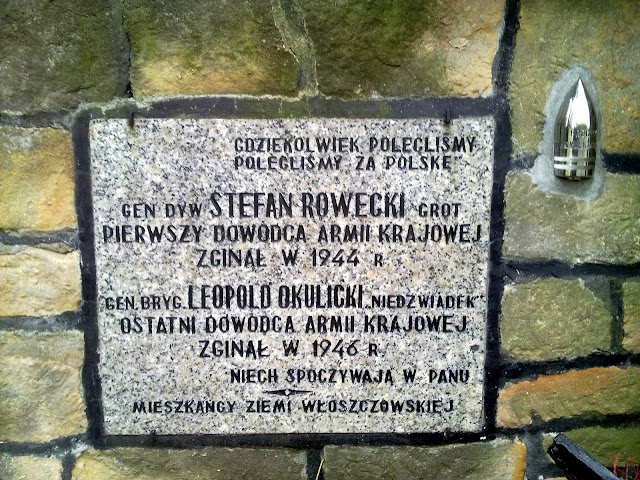 GDZIEKOLWIEK POLEGLIŚMY
POLEGLIŚMY ZA POLSKĘ"
GEN DYW STEFAN ROWECKI GROT
PIERWSZY DOWÓDCA ARMII KRAJOWEJ
ZGINĄŁ W 1944 R.
GEN. BRYG. LEOPOLD OKULICKI „NIEDŹWIADEK"
OSTATNI DOWÓDCA ARMII KRAJOWEJ
ZGINĄŁ W 1946 R.
NIECH SPOCZYWAJĄ W PANU
MIESZKAŃCY ZIEMI WŁOSZCZOWSKIEJ